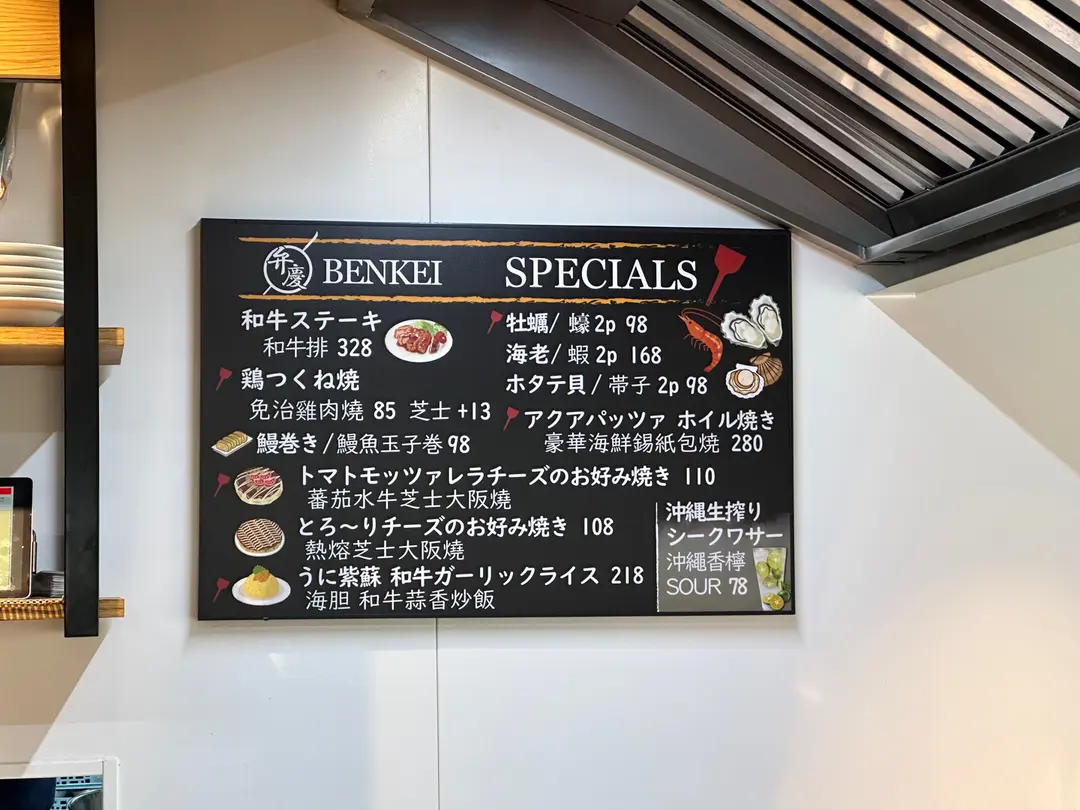 弁慶 BENKEI SPECIALS
和牛ステーキ
和牛排 328
鶏つくね焼
免治雞肉燒 85 芝士+13
鰻巻き/鰻魚玉子巻 98
トマトモッツァレラチーズのお好み焼き 110
蕃茄水牛芝士大阪燒
とろ〜りチーズのお好み焼き 108
熱熔芝士大阪燒
うに紫蘇 和牛ガーリックライス 218
海胆 和牛蒜香炒飯
牡蠣/ 蠔 2p 98
海老/ 蝦 2p 168
ホタテ貝 / 帯子 2p 98
アクアパッツァ ホイル焼き
豪華海鮮錫紙包燒 280
沖縄生搾り
シークワサー
沖繩香檸
SOUR 78